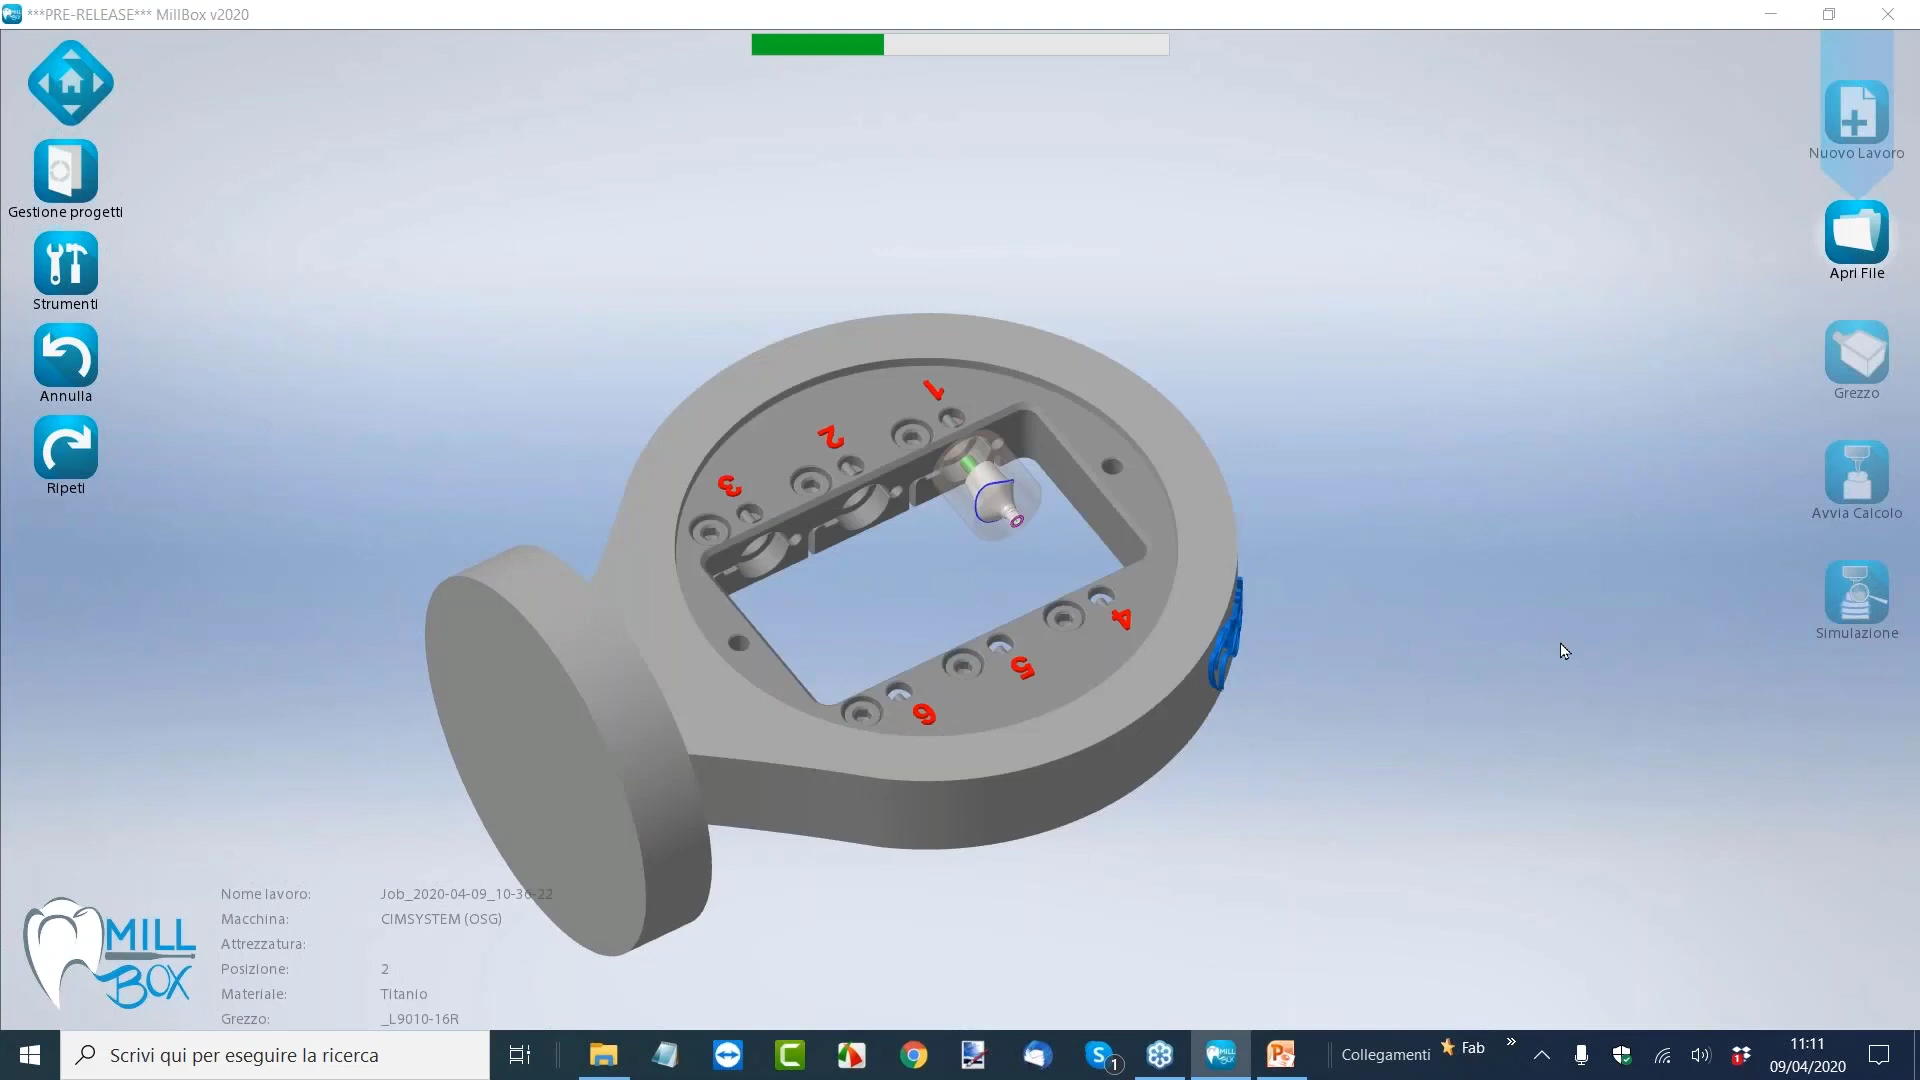 ***PRE-RELEASE*** MillBox v2020
Nuovo Lavoro
Gestione progetti
Apri File
Strumenti
Annulla
Grezzo
Ripeti
Avvia Calcolo
Simulazione
1
2
3
4
5
6
MILL
BOX
Nome lavoro: Job_2020-04-09_10-36-22
Macchina: CIMSYSTEM (OSG)
Attrezzatura:
Posizione: 2
Materiale: Titanio
Grezzo: _L9010-16R
Scrivi qui per eseguire la ricerca
1
Collegamenti
Fab
»
11:11
09/04/2020